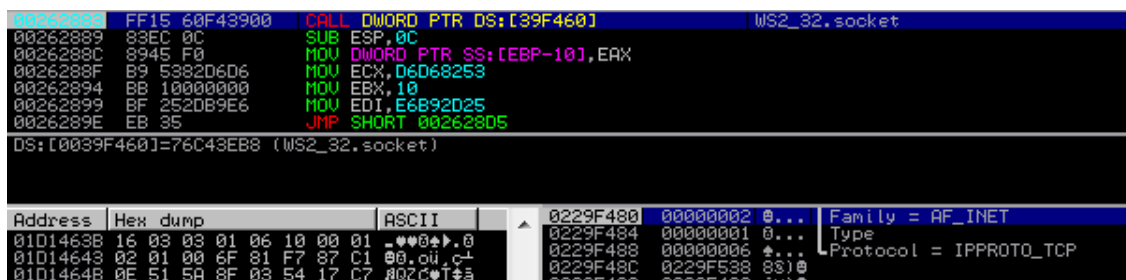 00262883 FF15 60F43900 CALL DWORD PTR DS:[39F460] WS2_32.socket
00262889 83EC 0C SUB ESP,0C
0026288C 8945 F0 MOV DWORD PTR SS:[EBP-10],EAX
0026288F B9 5382D6D6 MOV ECX,D6D68253
00262894 BB 10000000 MOV EBX,10
00262899 BF 252DB9E6 MOV EDI,E6B92D25
0026289E EB 35 JMP SHORT 002628D5
DS:[0039F460]=76C43EB8 (WS2_32.socket)
Address Hex dump ASCII
01D1463B 16 03 03 01 06 10 00 01
01D14643 02 01 00 6F 81 F7 87 C1
01D1464B 0E 51 5A 8F 03 54 17 C7
0229F480 00000002 Family = AF_INET
0229F484 00000001 Type
0229F488 00000006 Protocol = IPPROTO_TCP
0229F48C 0229F538